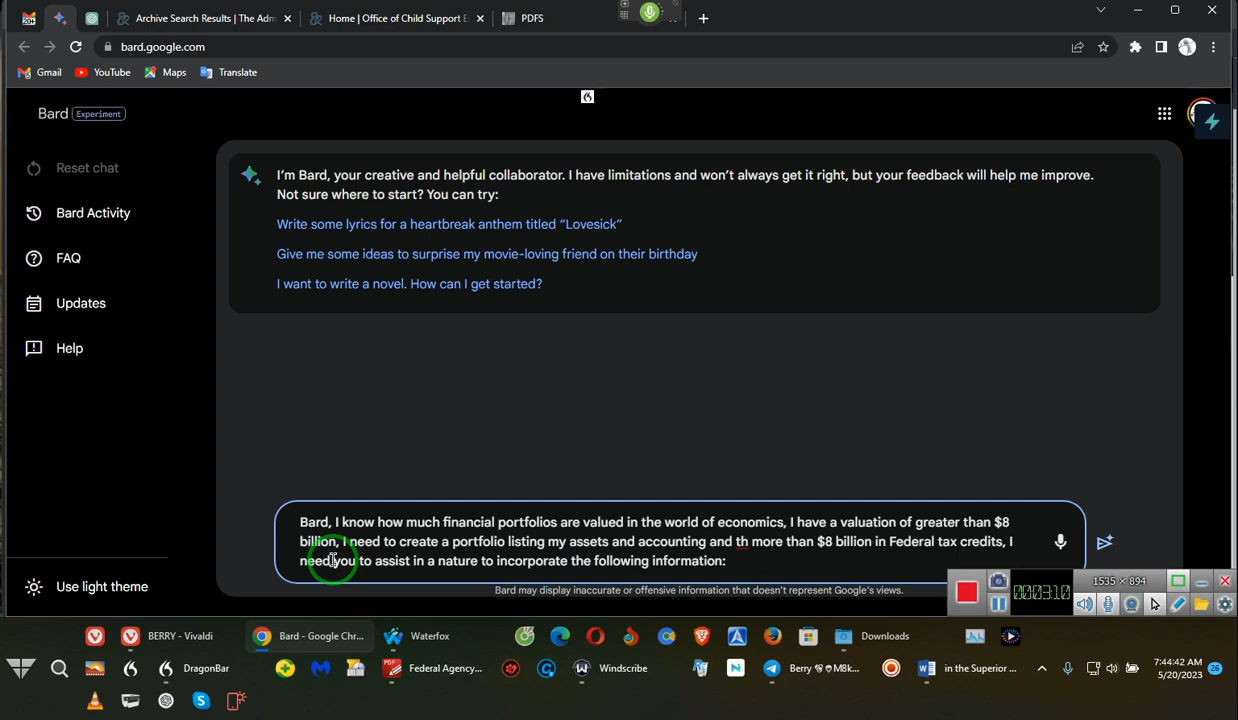 Archive Search Results | The Adm
Home | Office of Child Support E
PDFS
bard.google.com
Gmail
YouTube
Maps
Translate
Bard Experiment
Reset chat
Bard Activity
FAQ
Updates
Help
Use light theme
I'm Bard, your creative and helpful collaborator. I have limitations and won't always get it right, but your feedback will help me improve.
Not sure where to start? You can try:
Write some lyrics for a heartbreak anthem titled "Lovesick"
Give me some ideas to surprise my movie-loving friend on their birthday
I want to write a novel. How can I get started?
Bard, I know how much financial portfolios are valued in the world of economics, I have a valuation of greater than $8
billion, I need to create a portfolio listing my assets and accounting and th more than $8 billion in Federal tax credits, I
need you to assist in a nature to incorporate the following information:
Bard may display inaccurate or offensive information that doesn't represent Google's views.
1535 × 894
000:03:10
BERRY - Vivaldi
Bard - Google Chr...
Waterfox
Downloads
DragonBar
Federal Agency...
Windscribe
Berry
M8k...
in the Superior ...
7:44:42 AM
5/20/2023
26